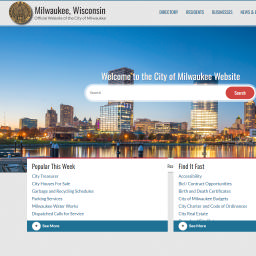 Milwaukee, Wisconsin
Official Website of the City of Milwaukee
DIRECTORY RESIDENTS BUSINESSES NEWS &
Welcome to the City of Milwaukee Website
Search
Search
Popular This Week
City Treasurer
City Houses For Sale
Garbage and Recycling Schedules
Parking Services
Milwaukee Water Works
Dispatched Calls for Service
See More
Find It Fast
Accessibility
Bid / Contract Opportunities
Birth and Death Certificates
City of Milwaukee Budgets
City Charter and Code of Ordinances
City Real Estate
See More